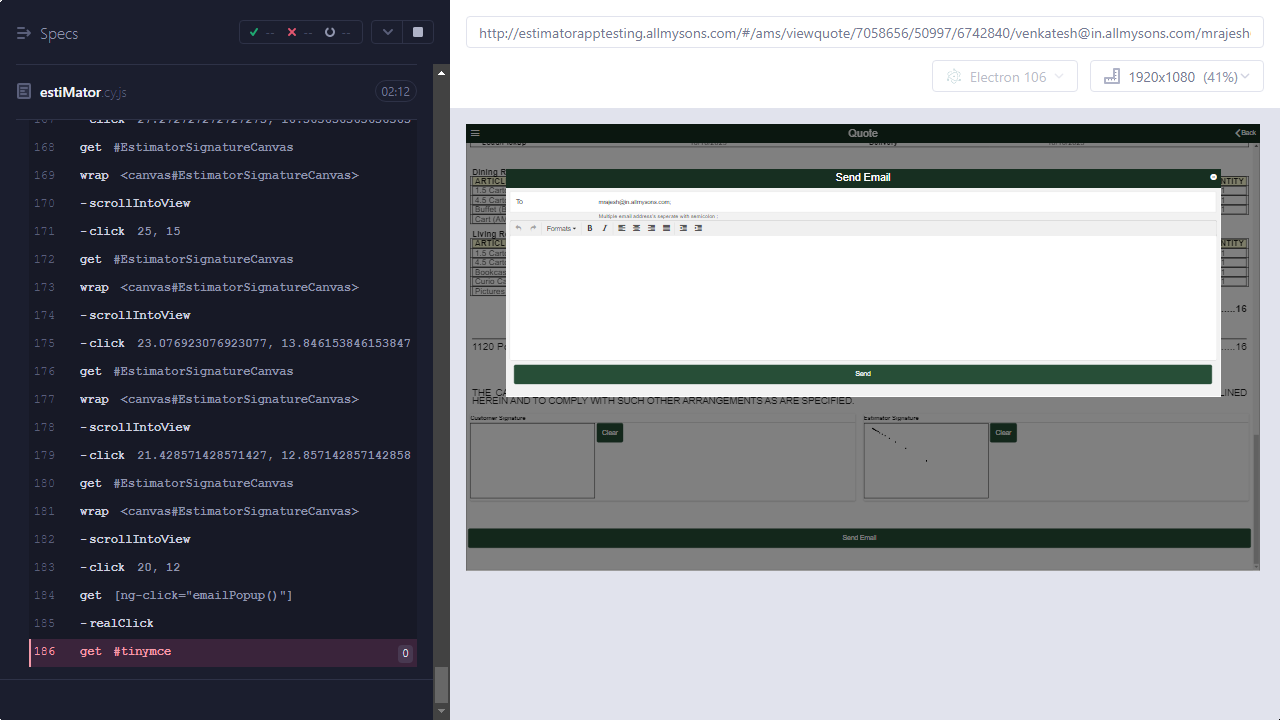 Specs
-- -- --
estiMator.cy.js
02:12
-click 27.272727272727273, 16.363636363636363
168 get #EstimatorSignatureCanvas
169 wrap <canvas#EstimatorSignatureCanvas>
170 -scrollIntoView
171 -click 25, 15
172 get #EstimatorSignatureCanvas
173 wrap <canvas#EstimatorSignatureCanvas>
174 -scrollIntoView
175 -click 23.076923076923077, 13.846153846153847
176 get #EstimatorSignatureCanvas
177 wrap <canvas#EstimatorSignatureCanvas>
178 -scrollIntoView
179 -click 21.428571428571427, 12.857142857142858
180 get #EstimatorSignatureCanvas
181 wrap <canvas#EstimatorSignatureCanvas>
182 -scrollIntoView
183 -click 20, 12
184 get [ng-click="emailPopup()"]
185 -realClick
186 get #tinymce 0
http://estimatorapptesting.allmysons.com/#/ams/viewquote/7058656/50997/6742840/venkatesh@in.allmysons.com/mrajesh
Electron 106
1920x1080 (41%)
Quote
Back
Dining R
Send Email
ARTICL
NTITY
1.5 Carto
To
mrajesh@in.allmysons.com,
4.5 Carto
Buffet (B
Multiple email address's seperate with semicolon ;
Cart (AM
Formats
B I
Living Ro
ARTICL
NTITY
1.5 Carto
4.5 Carto
Bookcas
Curio Ca
Pictures
.....16
1120 Po
.....16
Send
THE CA
LINED
HEREIN AND TO COMPLY WITH SUCH OTHER ARRANGEMENTS AS ARE SPECIFIED.
Customer Signature
Estimator Signature
Clear
Clear
Send Email